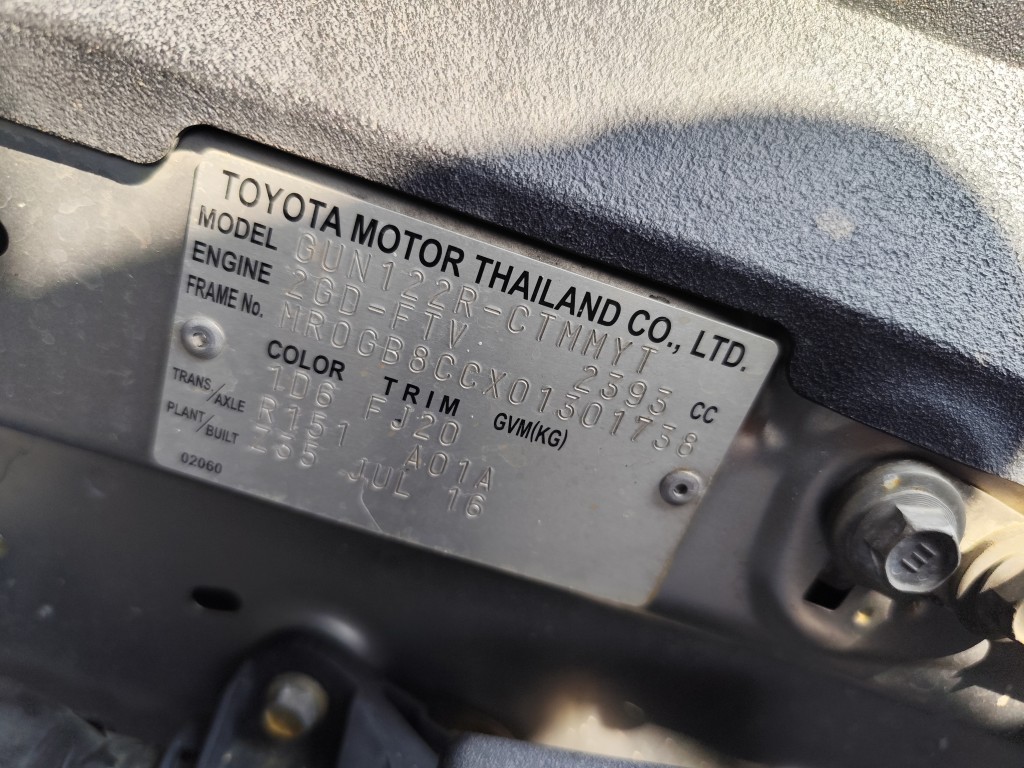 TOYOTA MOTOR THAILAND CO., LTD.
MODEL GUN122R-CTMMYT
ENGINE 2GD-FTV 2393 CC
FRAME No. MR0GB8CCX01301738
COLOR TRIM GVM(KG)
1D6 FJ20
TRANS/AXLE R151 A01A
PLANT/BUILT -35 JUL 16
02060